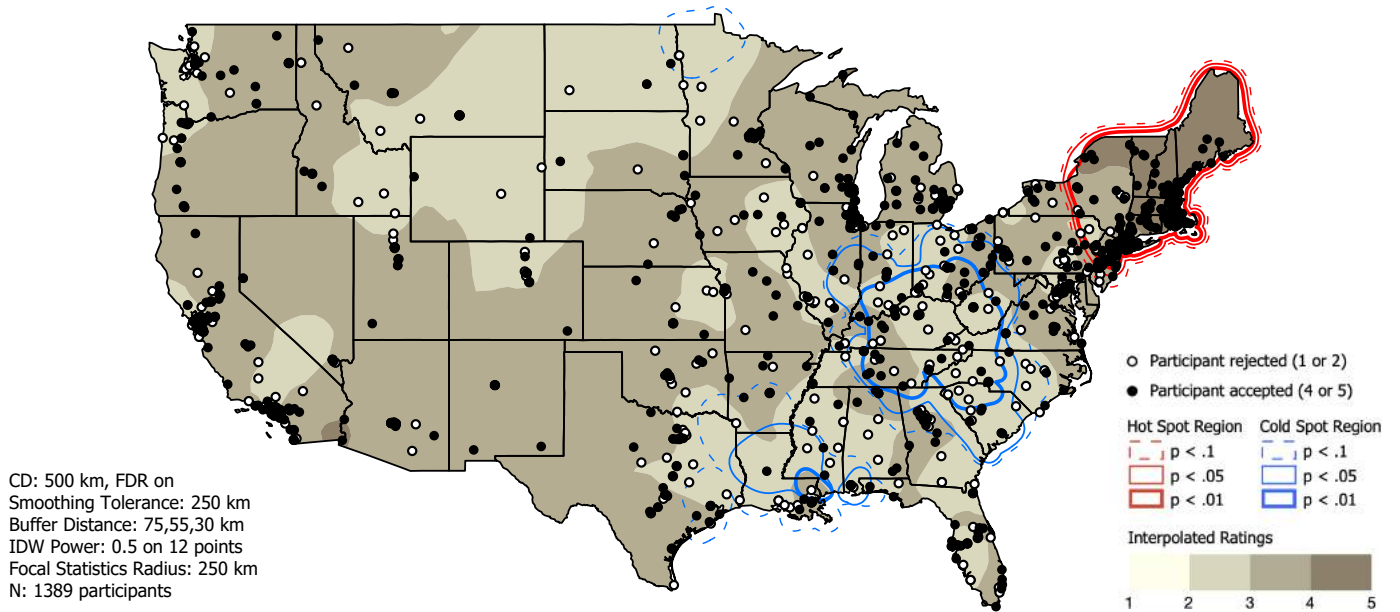 CD: 500 km, FDR on
Smoothing Tolerance: 250 km
Buffer Distance: 75,55,30 km
IDW Power: 0.5 on 12 points
Focal Statistics Radius: 250 km
N: 1389 participants
Participant rejected (1 or 2)
Participant accepted (4 or 5)
Hot Spot Region Cold Spot Region
p < .1 p < .1
p < .05 p < .05
p < .01 p < .01
Interpolated Ratings
1 2 3 4 5